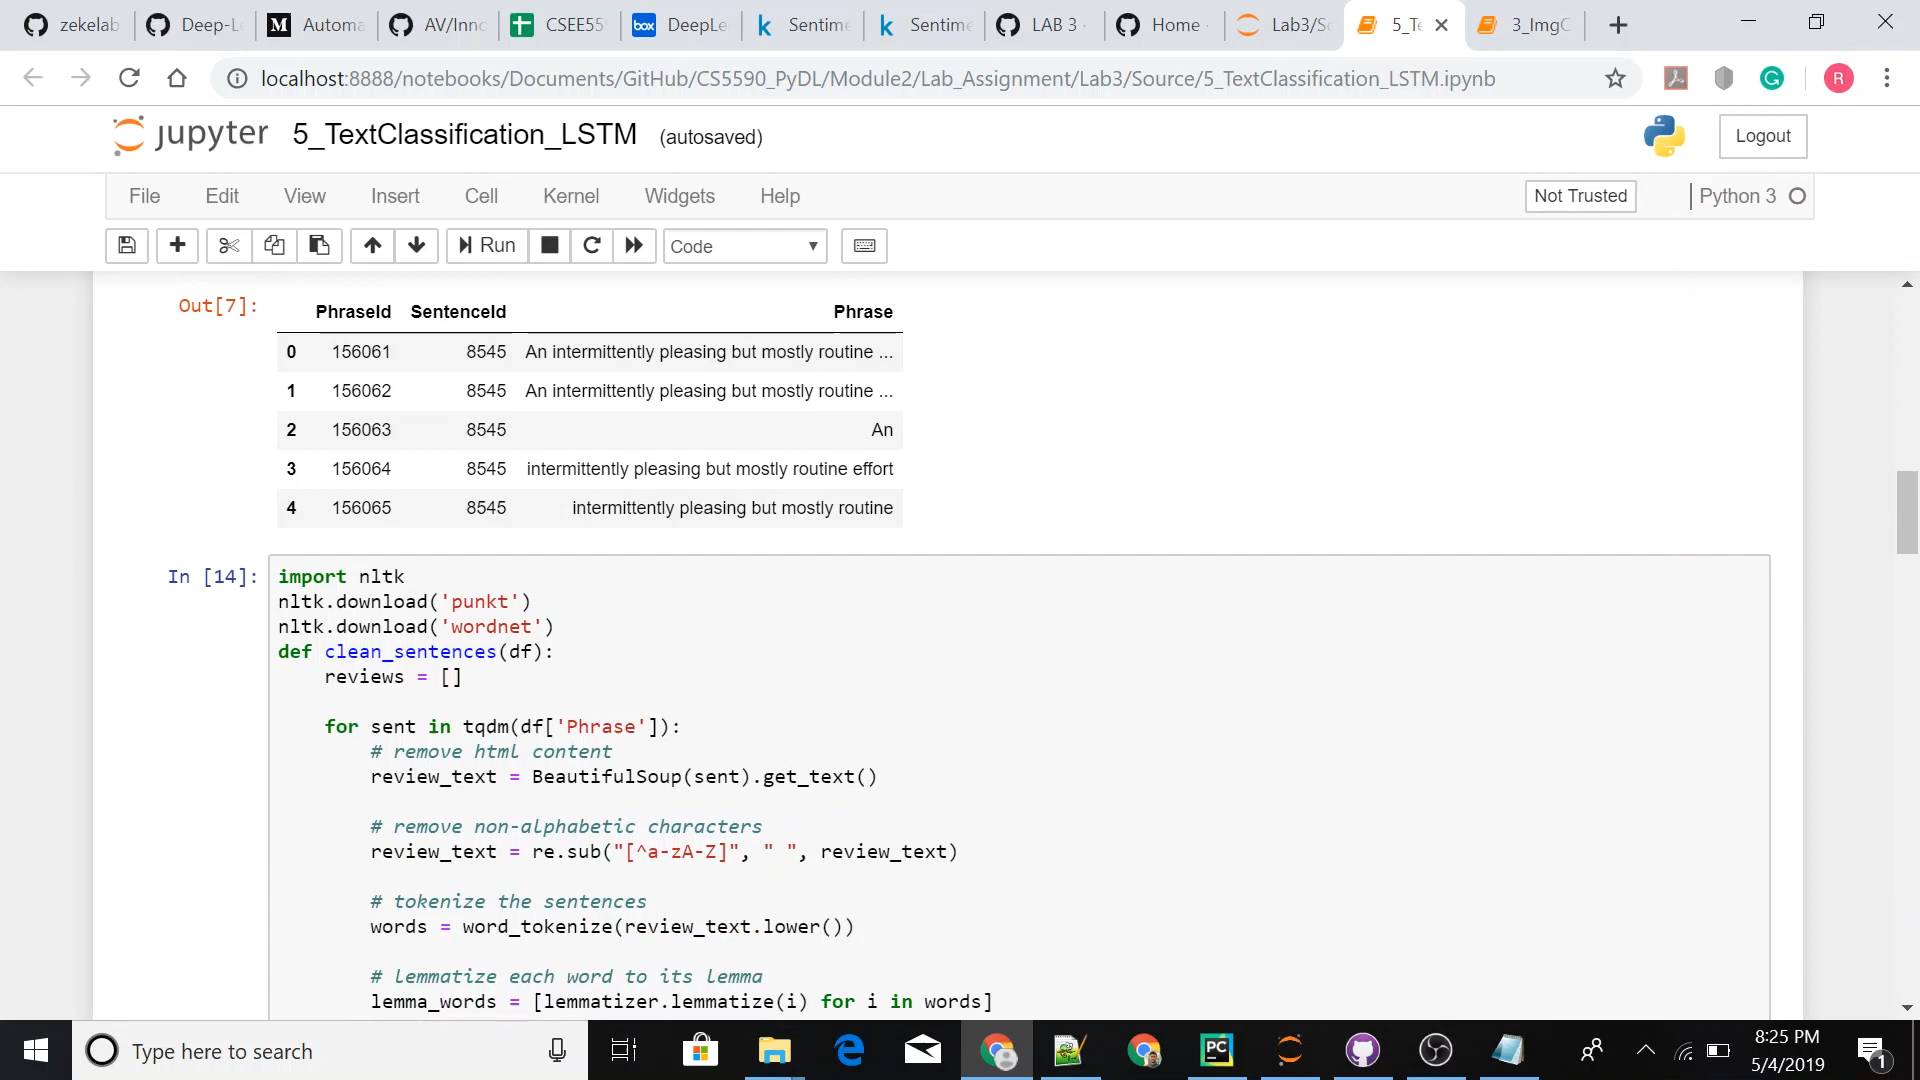 zekelab Deep-Le Automa AV/Inno CSEE55 box DeepLe k Sentime k Sentime LAB 3 · Home · Lab3/So 5_Te 3_ImgC
localhost:8888/notebooks/Documents/GitHub/CS5590_PyDL/Module2/Lab_Assignment/Lab3/Source/5_TextClassification_LSTM.ipynb R
jupyter 5_TextClassification_LSTM (autosaved) Logout
File Edit View Insert Cell Kernel Widgets Help Not Trusted Python 3
Run Code
Out[7]:
PhraseId SentenceId Phrase
0 156061 8545 An intermittently pleasing but mostly routine ...
1 156062 8545 An intermittently pleasing but mostly routine ...
2 156063 8545 An
3 156064 8545 intermittently pleasing but mostly routine effort
4 156065 8545 intermittently pleasing but mostly routine
In [14]: import nltk
nltk.download('punkt')
nltk.download('wordnet')
def clean_sentences(df):
    reviews = []
    for sent in tqdm(df['Phrase']):
        # remove html content
        review_text = BeautifulSoup(sent).get_text()
        # remove non-alphabetic characters
        review_text = re.sub("[^a-zA-Z]", " ", review_text)
        # tokenize the sentences
        words = word_tokenize(review_text.lower())
        # lemmatize each word to its lemma
        lemma_words = [lemmatizer.lemmatize(i) for i in words]
Type here to search PC 8:25 PM
5/4/2019 1